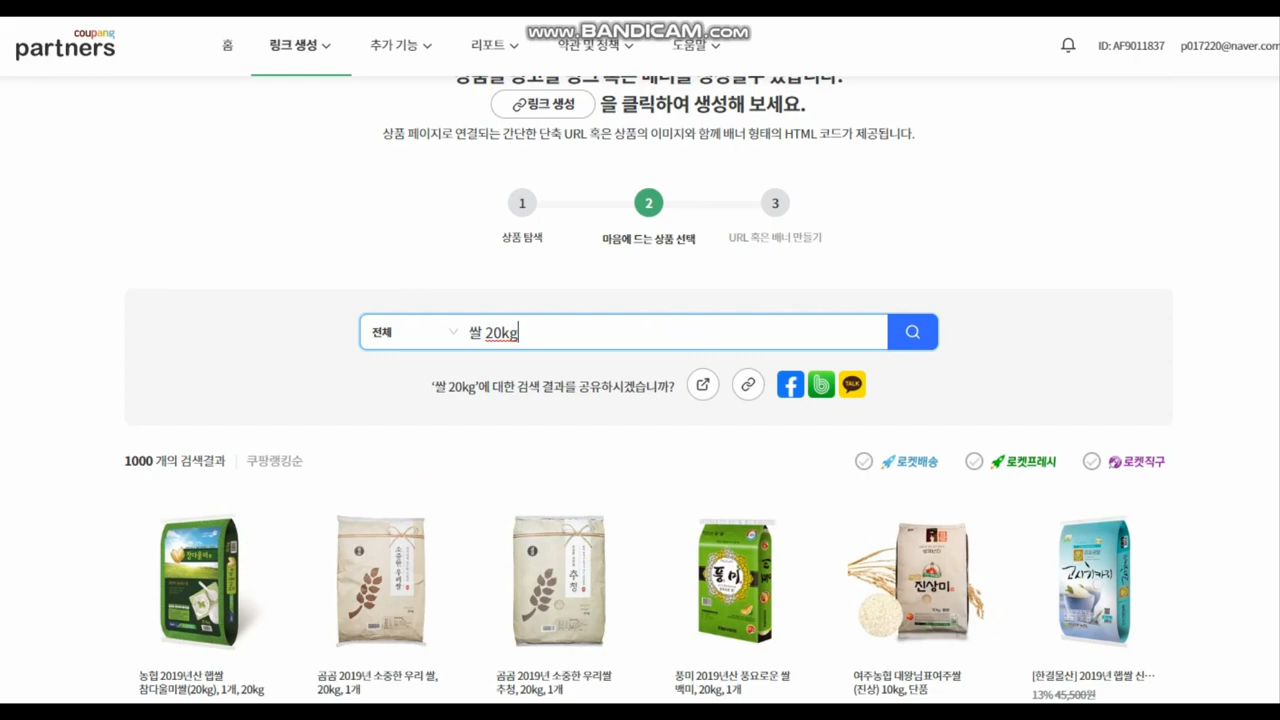 www.BANDICAM.com
coupang
partners
홈 링크 생성 추가 기능 리포트 약관 및 정책 도움말 ID: AF9011837 p017220@naver.com
링크 생성 을 클릭하여 생성해 보세요.
상품 페이지로 연결되는 간단한 단축 URL 혹은 상품의 이미지와 함께 배너 형태의 HTML 코드가 제공됩니다.
1 2 3
상품 탐색 마음에 드는 상품 선택 URL 혹은 배너 만들기
전체 쌀 20kg
‘쌀 20kg’에 대한 검색 결과를 공유하시겠습니까? TALK
1000 개의 검색결과 쿠팡랭킹순 로켓배송 로켓프레시 로켓직구
소중한 우리쌀
추청
풍미
진상미
고시히카리
농협 2019년산 햅쌀
참다올미쌀(20kg), 1개, 20kg
곰곰 2019년 소중한 우리 쌀,
20kg, 1개
곰곰 2019년 소중한 우리쌀
추청, 20kg, 1개
풍미 2019년산 풍요로운 쌀
백미, 20kg, 1개
여주농협 대왕님표여주쌀
(진상) 10kg, 단품
[한결물산] 2019년 햅쌀 신…
13% 45,500원